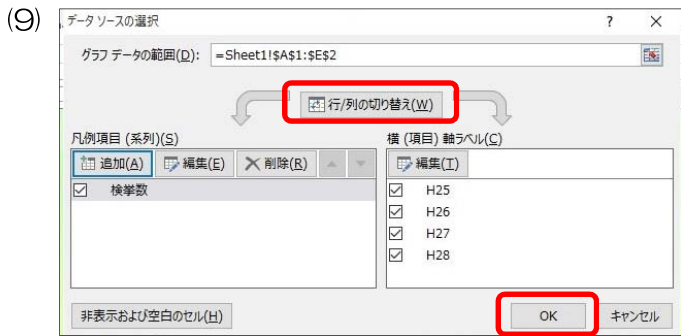 (9)
データ ソースの選択 ? ×
グラフ データの範囲(D): =Sheet1!$A$1:$E$2
行/列の切り替え(W)
凡例項目 (系列)(S)
追加(A) 編集(E) 削除(R)
検挙数
横 (項目) 軸ラベル(C)
編集(T)
H25
H26
H27
H28
非表示および空白のセル(H)
OK キャンセル